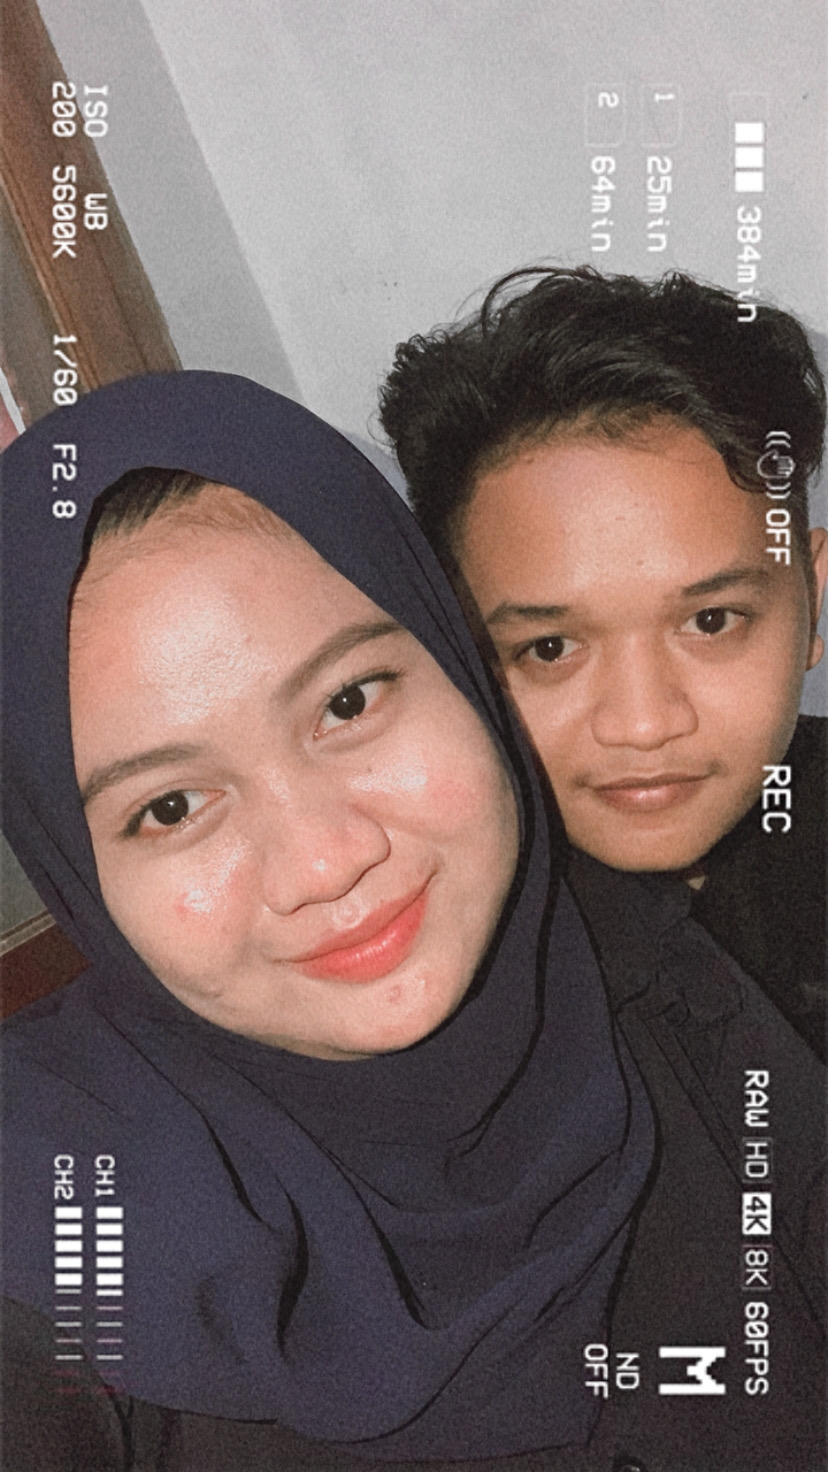 384min
OFF
REC
RAW HD 4K 8K 60FPS
1 25min
2 64min
M
ND
OFF
ISO WB
200 5600K 1/60 F2.8
CH1
CH2